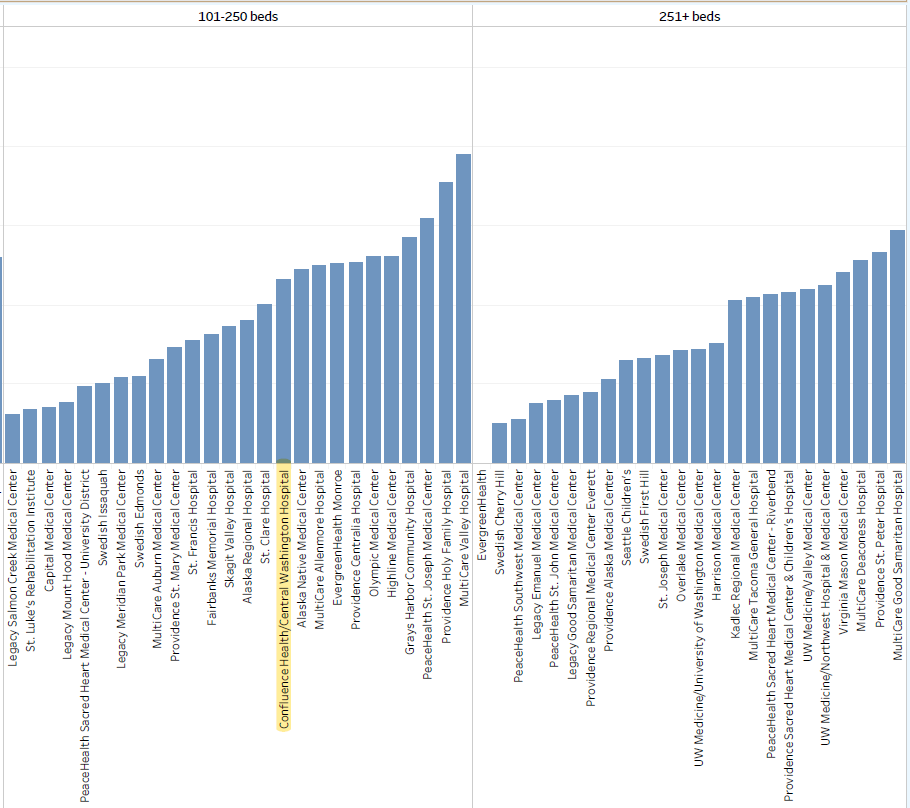 101-250 beds
251+ beds
Legacy Salmon Creek Medical Center
St. Luke's Rehabilitation Institute
Capital Medical Center
Legacy Mount Hood Medical Center
PeaceHealth Sacred Heart Medical Center - University District
Swedish Issaquah
Legacy Meridian Park Medical Center
Swedish Edmonds
MultiCare Auburn Medical Center
Providence St. Mary Medical Center
St. Francis Hospital
Fairbanks Memorial Hospital
Skagit Valley Hospital
Alaska Regional Hospital
St. Clare Hospital
Confluence Health/Central Washington Hospital
Alaska Native Medical Center
MultiCare Allenmore Hospital
EvergreenHealth Monroe
Providence Centralia Hospital
Olympic Medical Center
Highline Medical Center
Grays Harbor Community Hospital
PeaceHealth St. Joseph Medical Center
Providence Holy Family Hospital
MultiCare Valley Hospital
EvergreenHealth
Swedish Cherry Hill
PeaceHealth Southwest Medical Center
Legacy Emanuel Medical Center
PeaceHealth St. John Medical Center
Legacy Good Samaritan Medical Center
Providence Regional Medical Center Everett
Providence Alaska Medical Center
Seattle Children's
Swedish First Hill
St. Joseph Medical Center
Overlake Medical Center
UW Medicine/University of Washington Medical Center
Harrison Medical Center
Kadlec Regional Medical Center
MultiCare Tacoma General Hospital
PeaceHealth Sacred Heart Medical Center - Riverbend
Providence Sacred Heart Medical Center & Children's Hospital
UW Medicine/Valley Medical Center
UW Medicine/Northwest Hospital & Medical Center
Virginia Mason Medical Center
MultiCare Deaconess Hospital
Providence St. Peter Hospital
MultiCare Good Samaritan Hospital